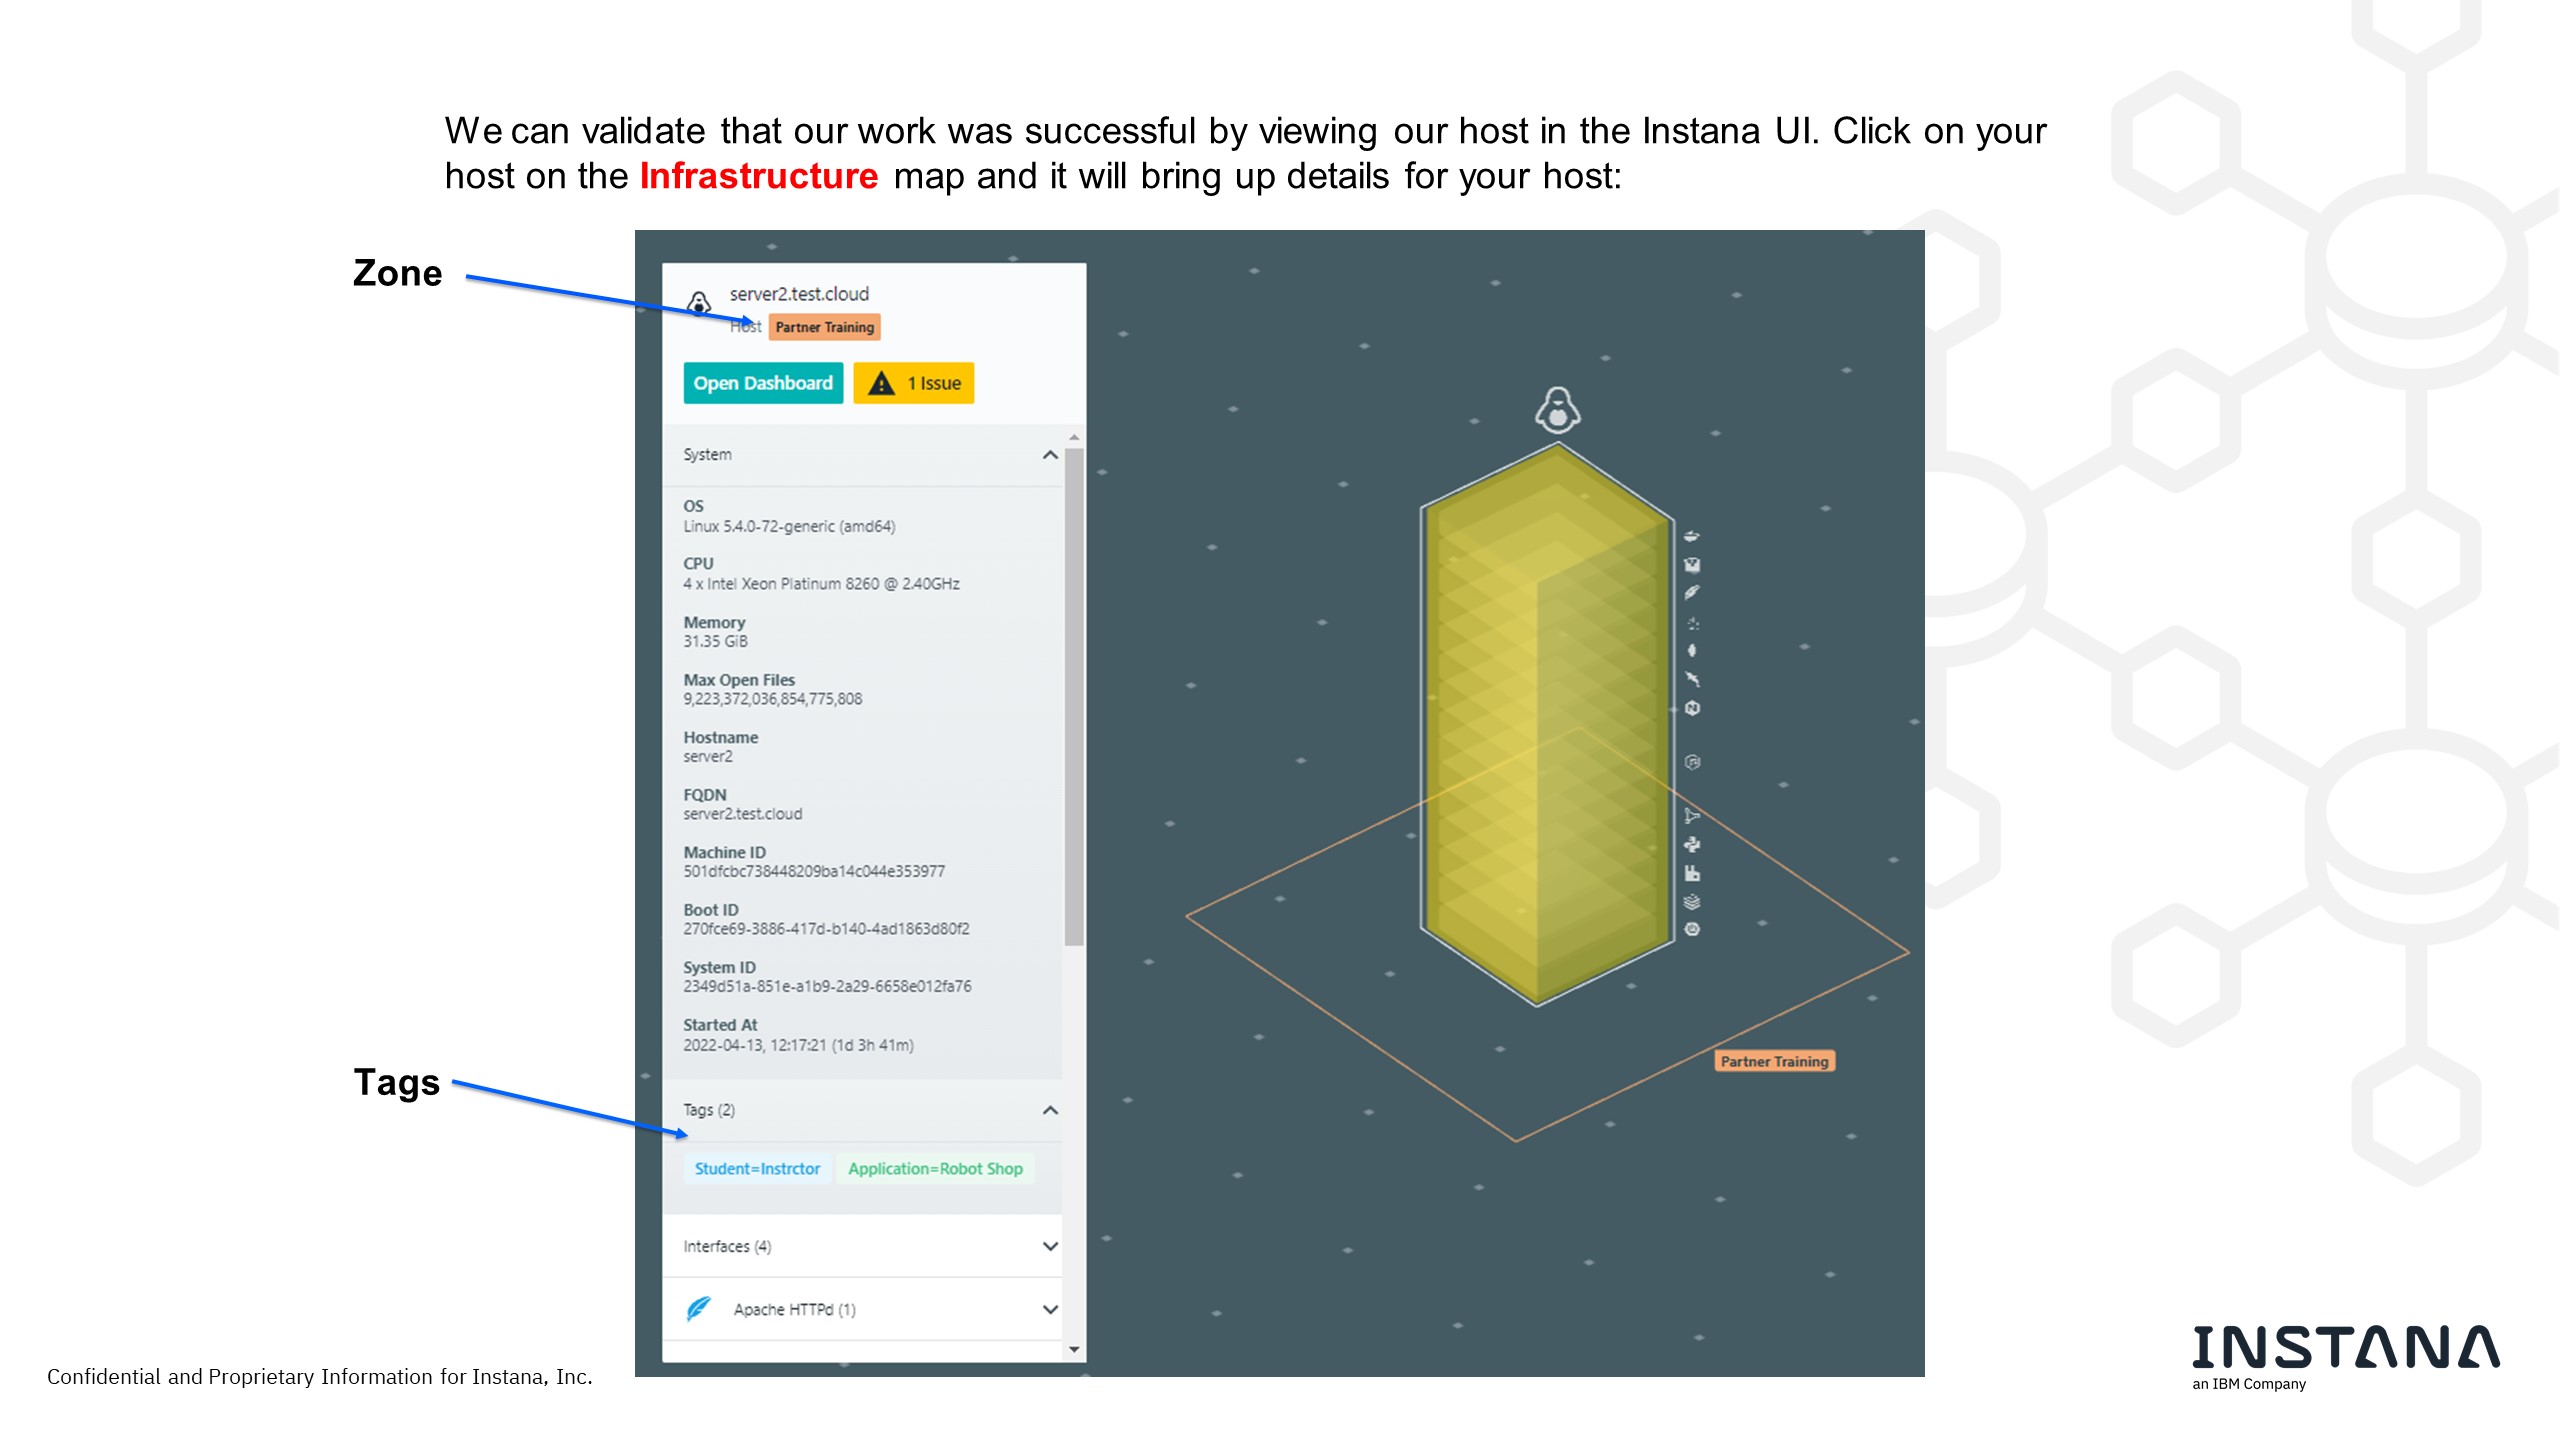 We can validate that our work was successful by viewing our host in the Instana UI. Click on your
host on the Infrastructure map and it will bring up details for your host:
Zone
server2.test.cloud
Host Partner Training
Open Dashboard 1 Issue
System
OS
Linux 5.4.0-72-generic (amd64)
CPU
4 x Intel Xeon Platinum 8260 @ 2.40GHz
Memory
31.35 GiB
Max Open Files
9,223,372,036,854,775,808
Hostname
server2
FQDN
server2.test.cloud
Machine ID
501dfcbc738448209ba14c044e353977
Boot ID
270fce69-3886-417d-b140-4ad1863d80f2
System ID
2349d51a-851e-a1b9-2a29-6658e012fa76
Started At
2022-04-13, 12:17:21 (1d 3h 41m)
Partner Training
Tags
Tags (2)
Student=Instrctor Application=Robot Shop
Interfaces (4)
Apache HTTPd (1)
Confidential and Proprietary Information for Instana, Inc.
INSTANA
an IBM Company